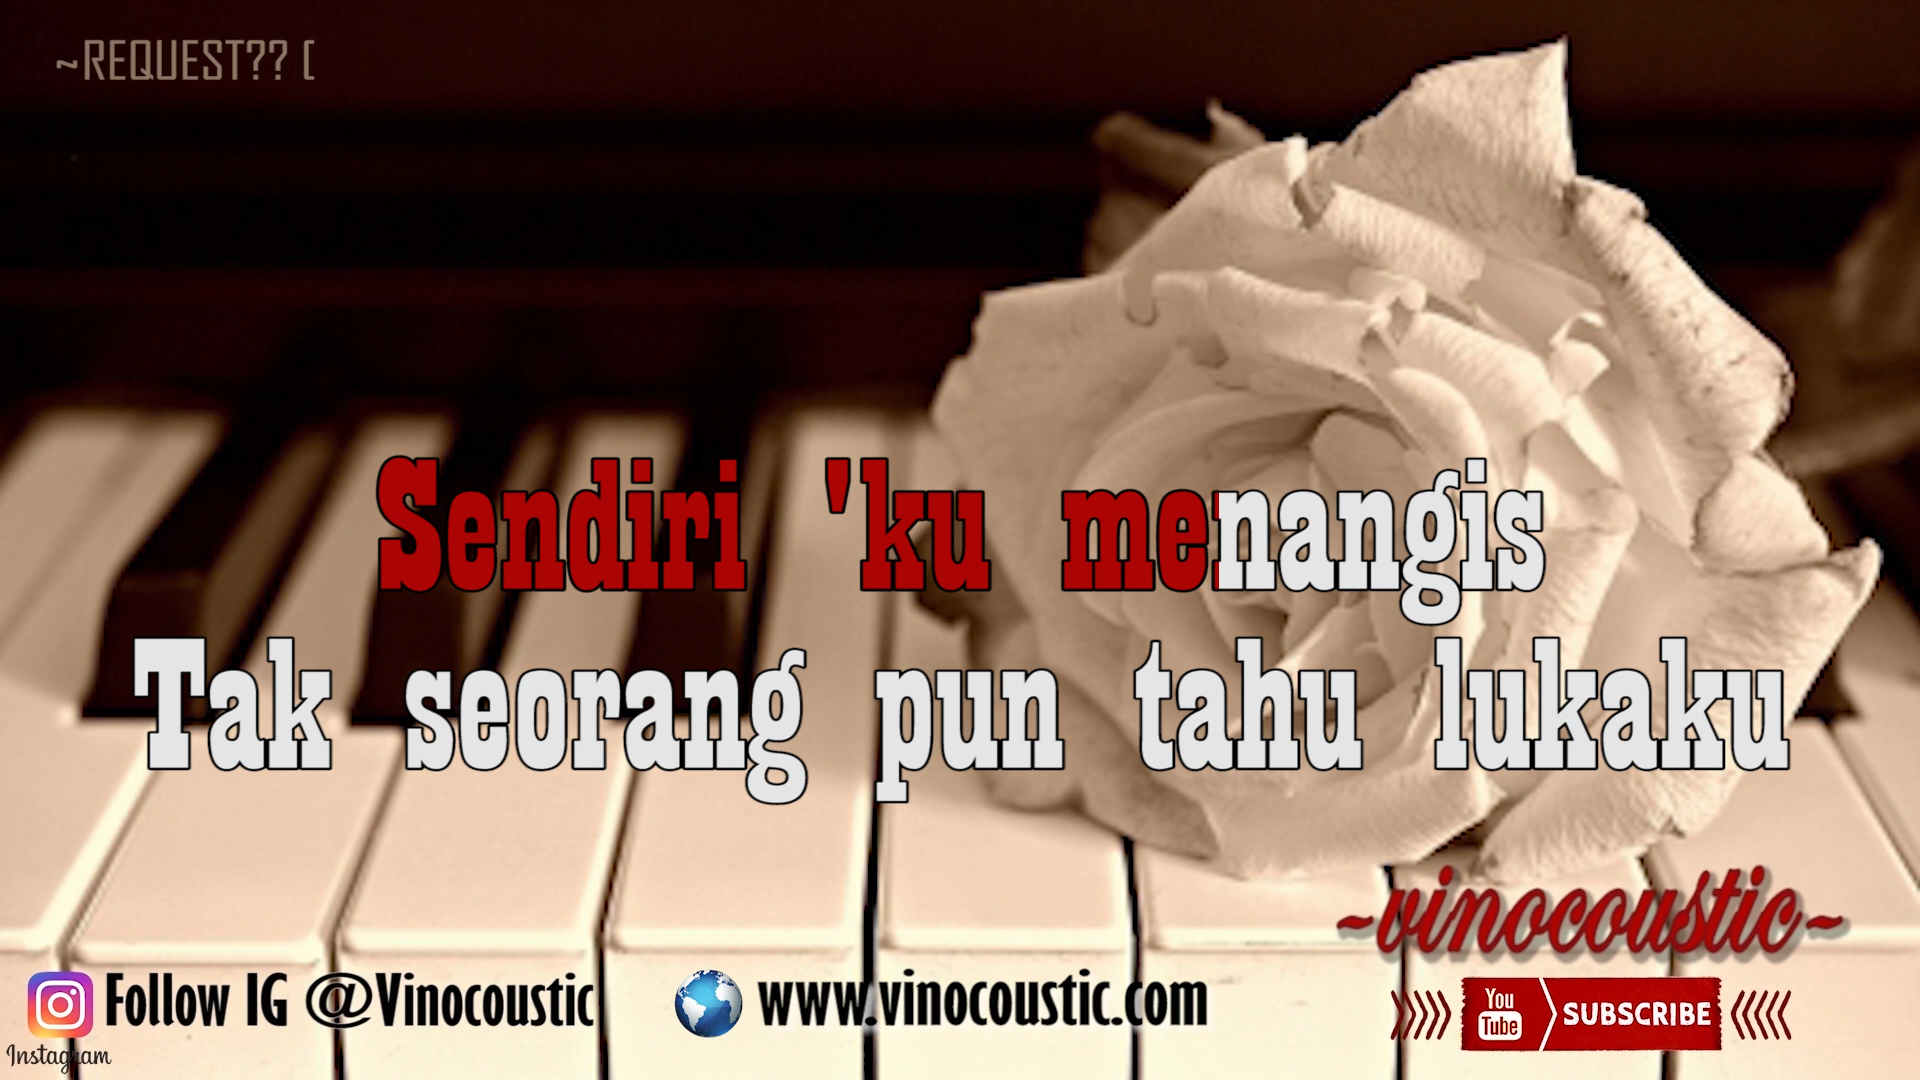 ~REQUEST?? (
Sendiri 'ku menangis
Tak seorang pun tahu lukaku
~vinocoustic~
Follow IG @Vinocoustic
www.vinocoustic.com
You
Tube
SUBSCRIBE
Instagram